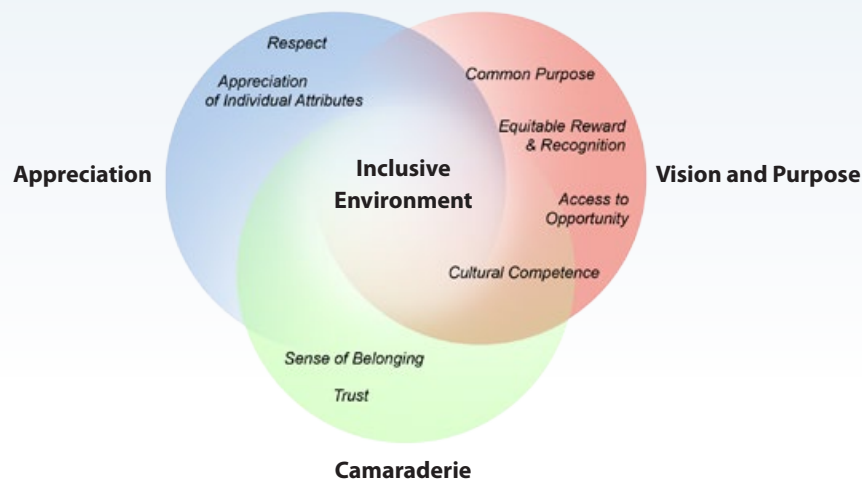 Respect
Appreciation
of Individual Attributes
Common Purpose
Equitable Reward
& Recognition
Appreciation
Inclusive
Environment
Vision and Purpose
Access to
Opportunity
Cultural Competence
Sense of Belonging
Trust
Camaraderie